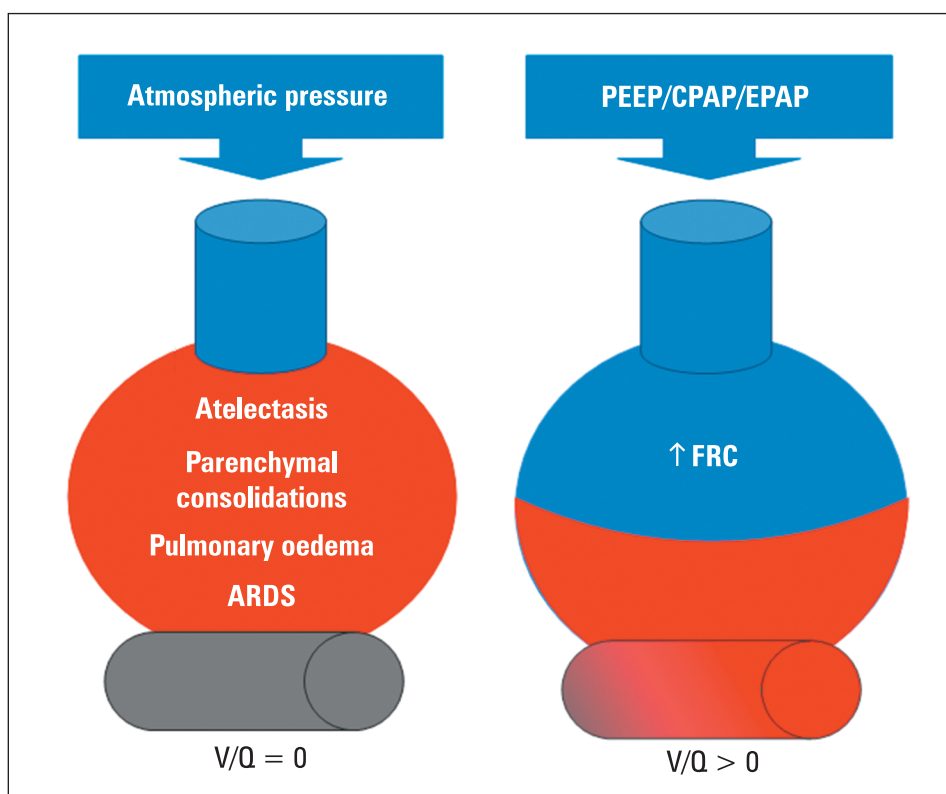 Atmospheric pressure
PEEP/CPAP/EPAP
Atelectasis
Parenchymal
consolidations
Pulmonary oedema
ARDS
↑ FRC
V/Q = 0
V/Q > 0